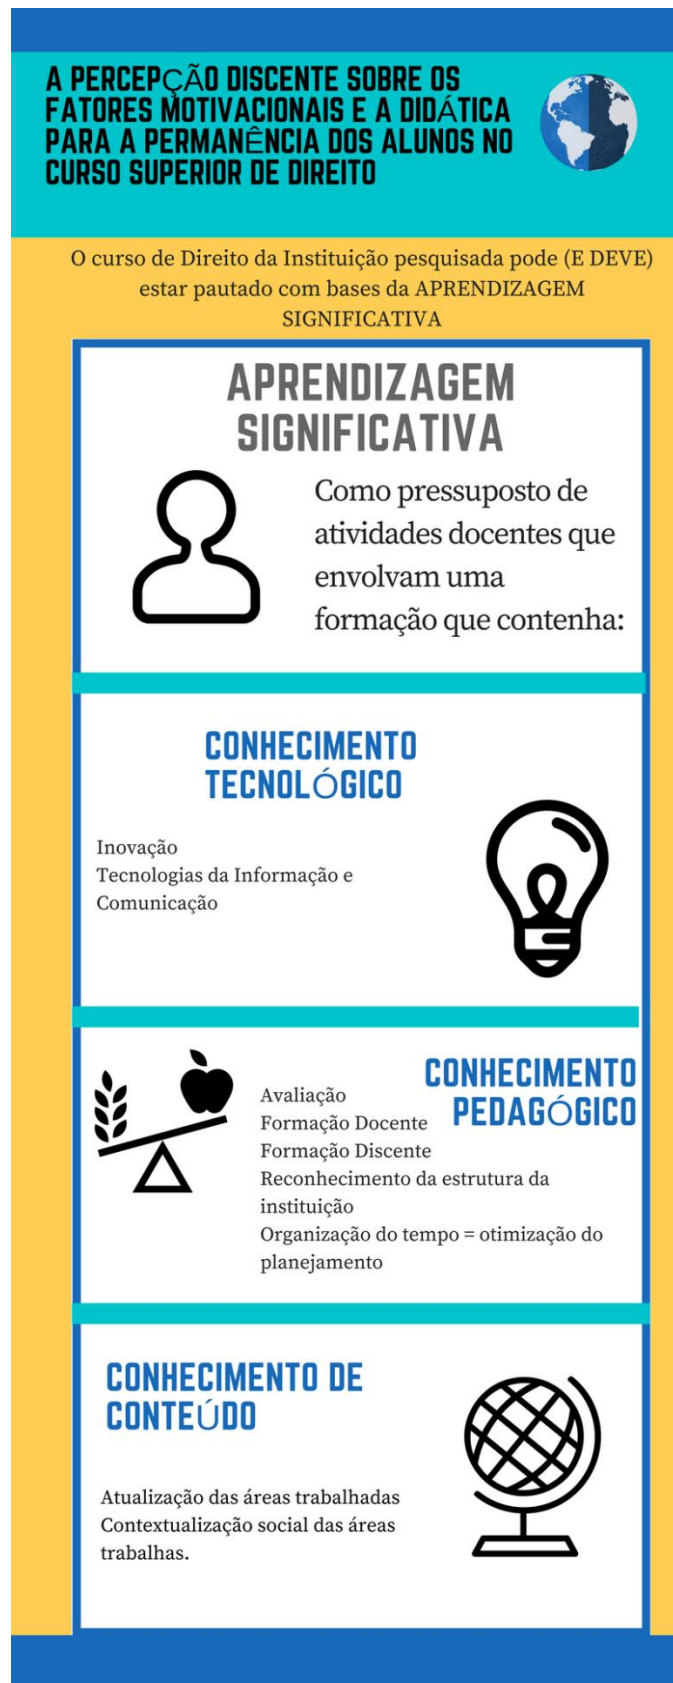 A PERCEPÇÃO DISCENTE SOBRE OS
FATORES MOTIVACIONAIS E A DIDÁTICA
PARA A PERMANÊNCIA DOS ALUNOS NO
CURSO SUPERIOR DE DIREITO
O curso de Direito da Instituição pesquisada pode (E DEVE)
estar pautado com bases da APRENDIZAGEM
SIGNIFICATIVA
APRENDIZAGEM
SIGNIFICATIVA
Como pressuposto de
atividades docentes que
envolvam uma
formação que contenha:
CONHECIMENTO
TECNOLÓGICO
Inovação
Tecnologias da Informação e
Comunicação
CONHECIMENTO
PEDAGÓGICO
Avaliação
Formação Docente
Formação Discente
Reconhecimento da estrutura da
instituição
Organização do tempo = otimização do
planejamento
CONHECIMENTO DE
CONTEÚDO
Atualização das áreas trabalhadas
Contextualização social das áreas
trabalhas.